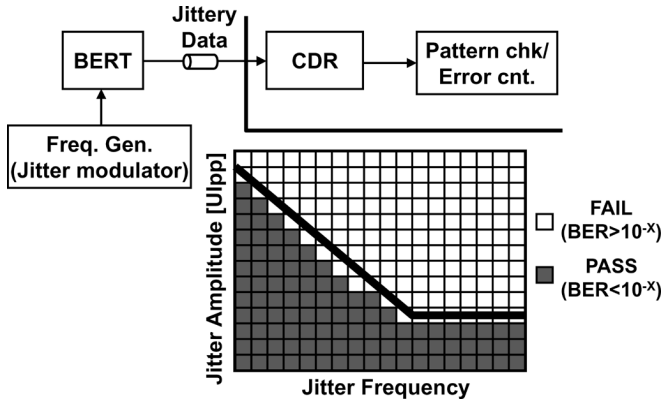 Jittery
Data
BERT
CDR
Pattern chk/
Error cnt.
Freq. Gen.
(Jitter modulator)
Jitter Amplitude [UIpp]
FAIL
(BER>10⁻ˣ)
PASS
(BER<10⁻ˣ)
Jitter Frequency